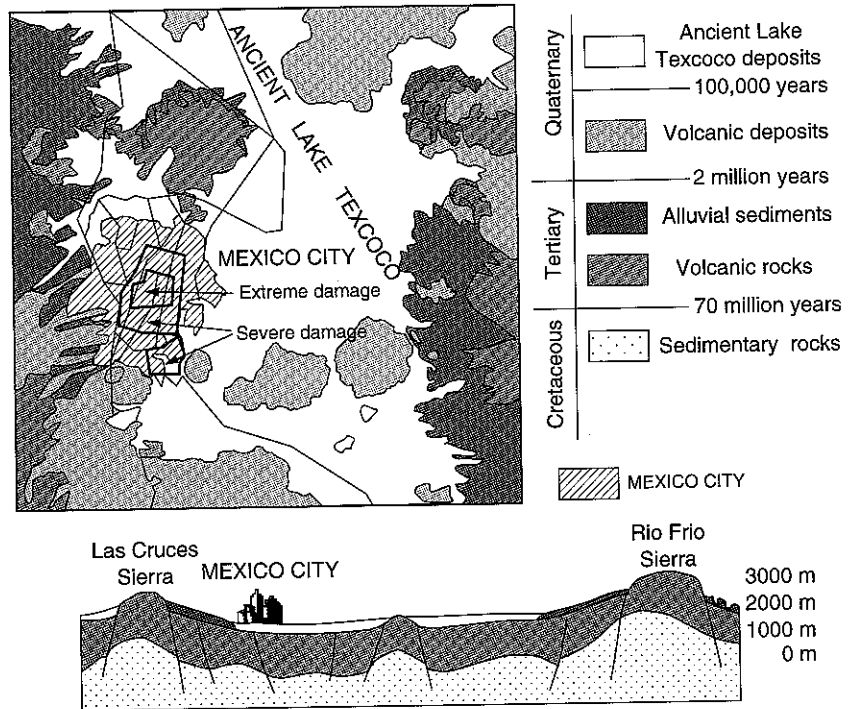 ANCIENT LAKE TEXCOCO
MEXICO CITY
Extreme damage
Severe damage
Quaternary
Tertiary
Cretaceous
Ancient Lake
Texcoco deposits
100,000 years
Volcanic deposits
2 million years
Alluvial sediments
Volcanic rocks
70 million years
Sedimentary rocks
MEXICO CITY
Las Cruces
Sierra
MEXICO CITY
Rio Frio
Sierra
3000 m
2000 m
1000 m
0 m